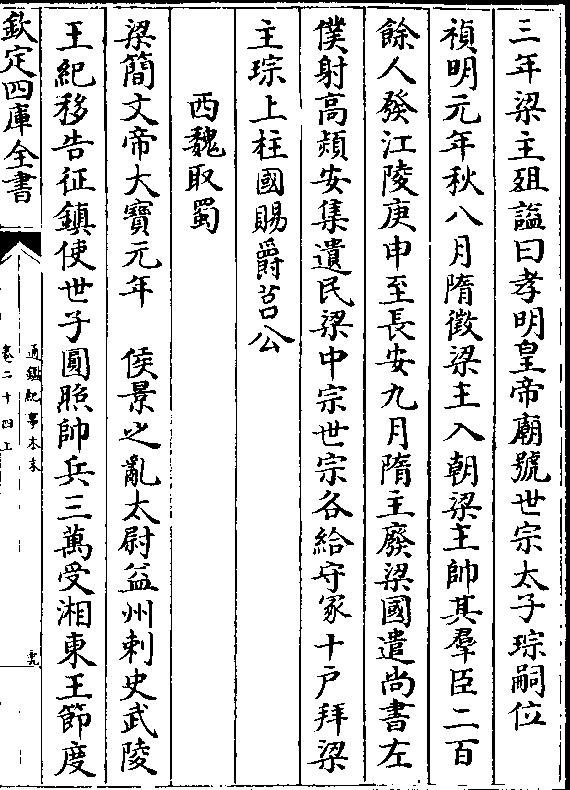 三年梁主殂諡曰孝明皇帝廟號世宗太子琮嗣位
禎明元年秋八月隋徵梁主入朝梁主帥其羣臣二百
餘人發江陵庚申至長安九月隋主廢梁國遣尚書左
僕射高熲安集遺民梁中宗世宗各給守冢十户拜梁
主琮上柱國賜爵莒公
西魏取蜀
梁簡文帝大寶元年 侯景之亂太尉益州刺史武陵
王紀移告征鎮使世子圓照帥兵三萬受湘東王節度
欽定四庫全書
通鑑紀事本末
卷二十四上